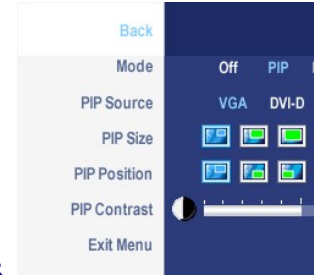 Back
Mode Off PIP
PIP Source VGA DVI-D
PIP Size
PIP Position
PIP Contrast
Exit Menu